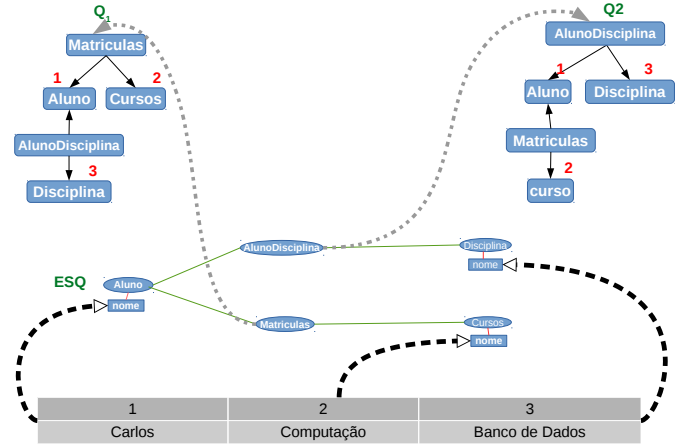 Q1
Matriculas
1
2
Aluno
Cursos
AlunoDisciplina
3
Disciplina
Q2
AlunoDisciplina
1
3
Aluno
Disciplina
Matriculas
2
curso
ESQ
Aluno
nome
AlunoDisciplina
Disciplina
nome
Matriculas
Cursos
nome
1 2 3
Carlos Computação Banco de Dados